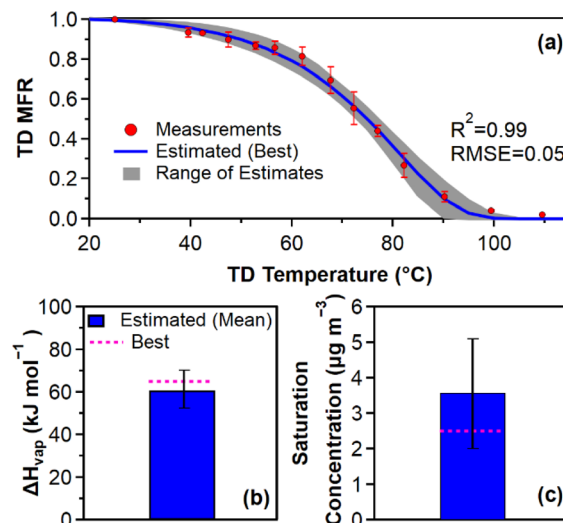 1.0
0.8
0.6
0.4
0.2
0.0
TD MFR
(a)
Measurements
Estimated (Best)
Range of Estimates
R²=0.99
RMSE=0.05
20 40 60 80 100
TD Temperature (°C)
100
80
60
40
20
0
ΔHvap (kJ mol⁻¹)
Estimated (Mean)
Best
(b)
6
5
4
3
2
1
0
Saturation
Concentration (μg m⁻³)
(c)